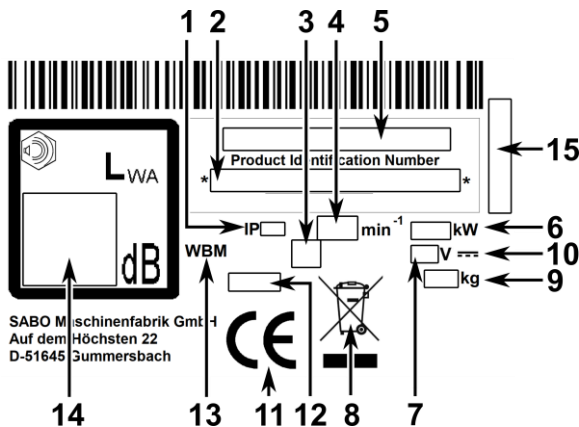 1 2 3 4 5
Product Identification Number
* *
15
LWA
IP min-1 kW 6
WBM V 10
dB kg 9
SABO Maschinenfabrik GmbH
Auf dem Höchsten 22
D-51645 Gummersbach
CE
14 13 11 12 8 7